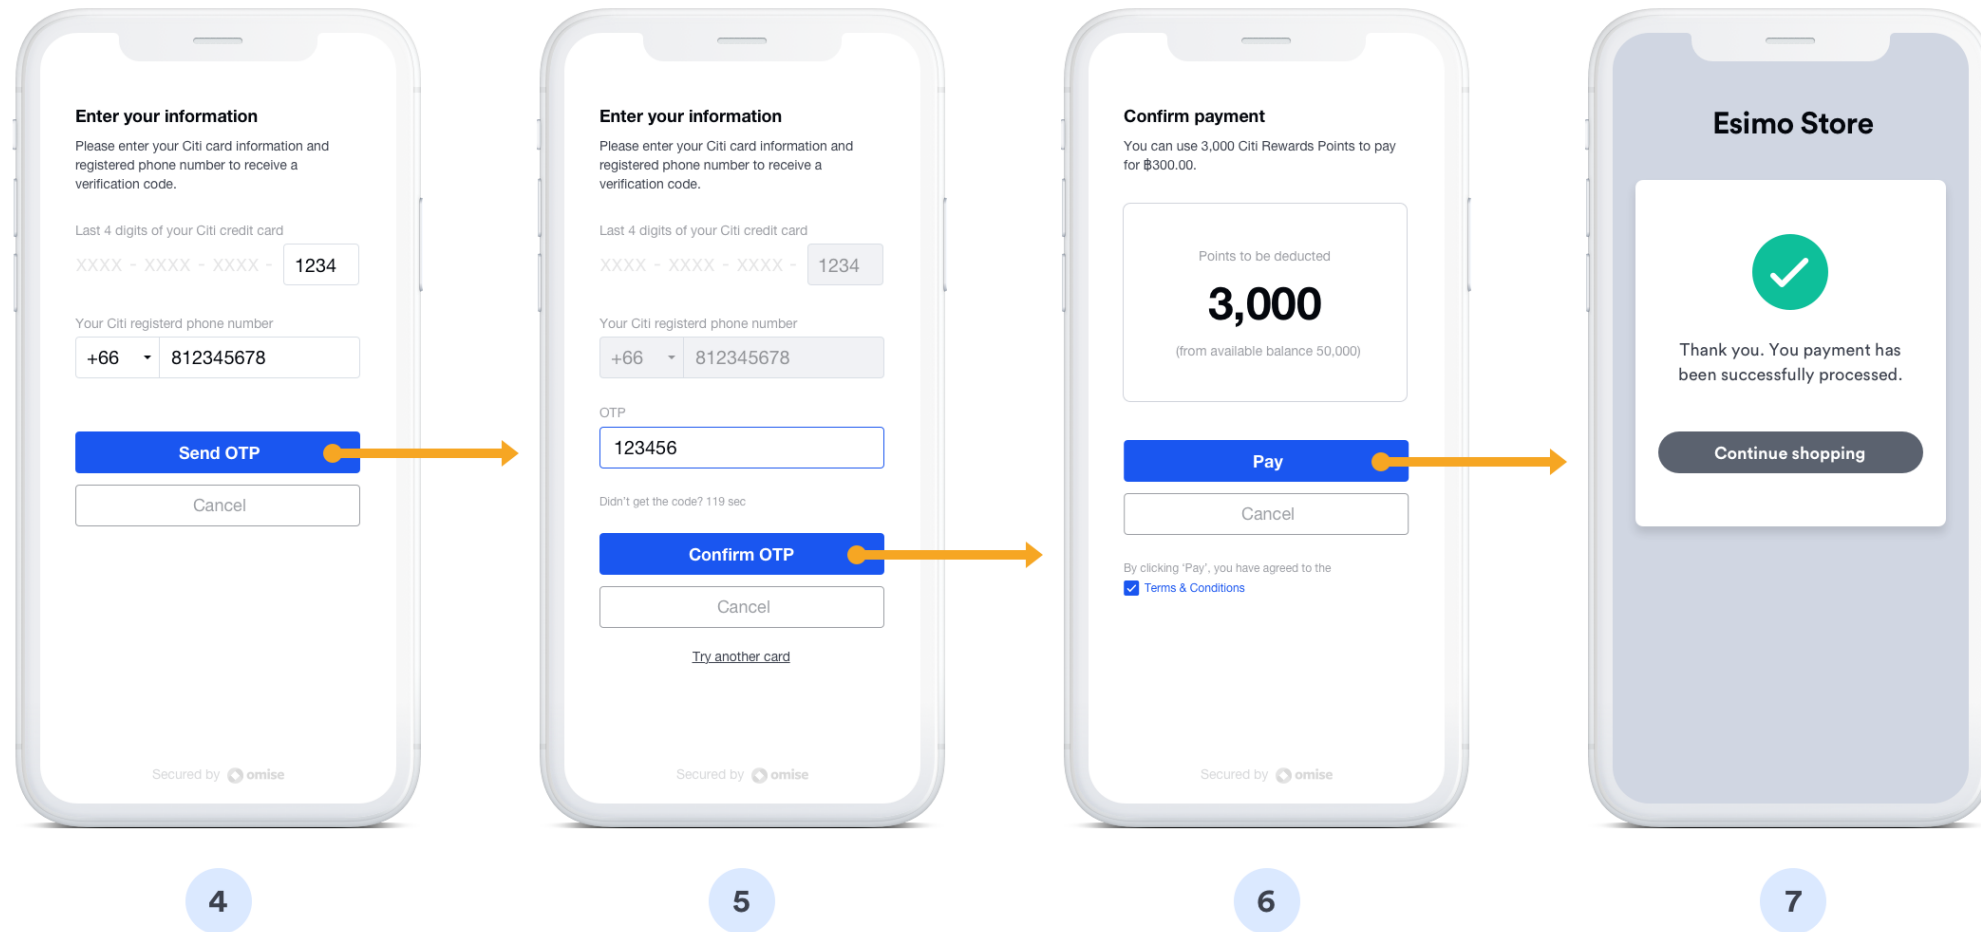 Enter your information
Please enter your Citi card information and
registered phone number to receive a
verification code.
Last 4 digits of your Citi credit card
XXXX - XXXX - XXXX - 1234
Your Citi registerd phone number
+66 812345678
Send OTP
Cancel
Secured by omise
4
Enter your information
Please enter your Citi card information and
registered phone number to receive a
verification code.
Last 4 digits of your Citi credit card
XXXX - XXXX - XXXX - 1234
Your Citi registerd phone number
+66 812345678
OTP
123456
Didn't get the code? 119 sec
Confirm OTP
Cancel
Try another card
Secured by omise
5
Confirm payment
You can use 3,000 Citi Rewards Points to pay
for ฿300.00.
Points to be deducted
3,000
(from available balance 50,000)
Pay
Cancel
By clicking ‘Pay’, you have agreed to the
Terms & Conditions
Secured by omise
6
Esimo Store
Thank you. You payment has
been successfully processed.
Continue shopping
7